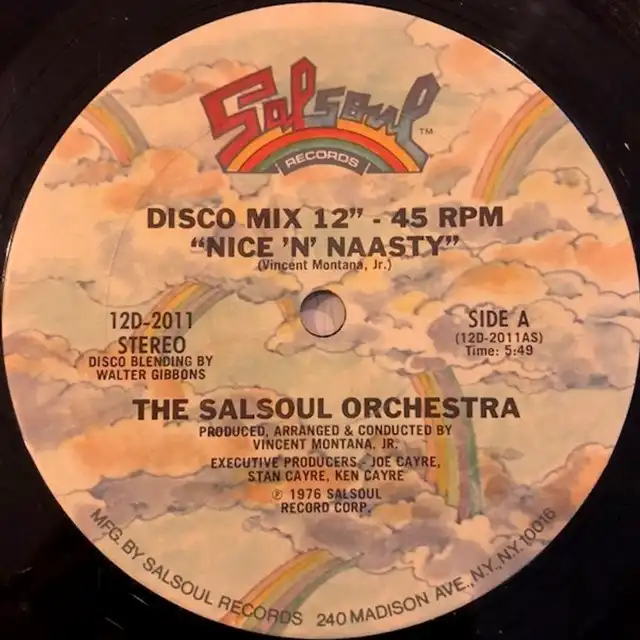 Salsoul TM
RECORDS
DISCO MIX 12” - 45 RPM
“NICE ’N’ NAASTY”
(Vincent Montana, Jr.)
12D-2011
STEREO
DISCO BLENDING BY
WALTER GIBBONS
SIDE A
(12D-2011AS)
Time: 5:49
THE SALSOUL ORCHESTRA
PRODUCED, ARRANGED & CONDUCTED BY
VINCENT MONTANA, JR.
EXECUTIVE PRODUCERS - JOE CAYRE,
STAN CAYRE, KEN CAYRE
℗ 1976 SALSOUL
RECORD CORP.
MFG. BY SALSOUL RECORDS 240 MADISON AVE., N.Y., N.Y. 10016